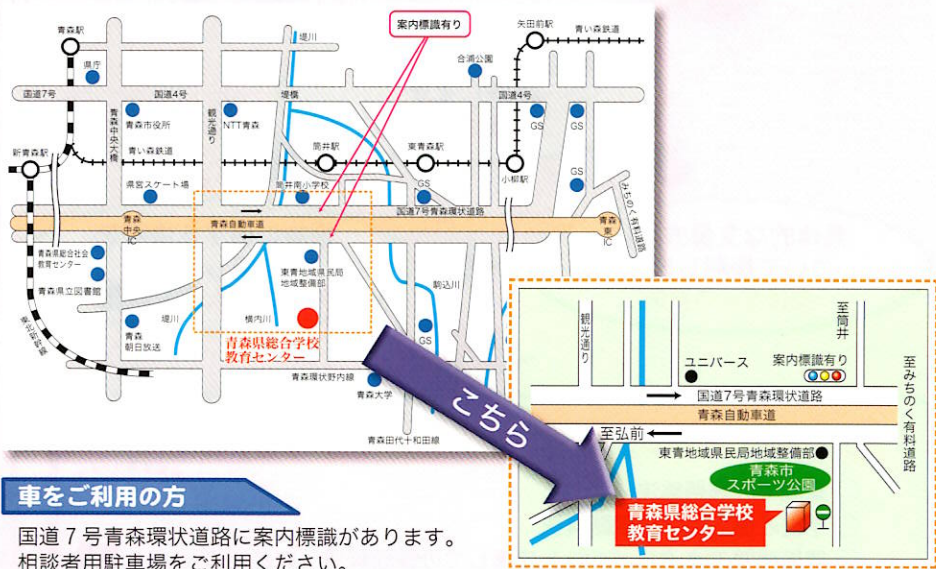 案内標識有り
青森駅
堤川
矢田前駅
青い森鉄道
県庁
合浦公園
国道7号
国道4号
堤橋
国道4号
青森中央大橋
青森市役所
観光通り
NTT青森
GS
GS
新青森駅
青い森鉄道
筒井駅
東青森駅
小柳駅
県営スケート場
筒井南小学校
GS
GS
みちのく有料道路
国道7号青森環状道路
青森
中央
IC
青森自動車道
青森
東
IC
青森県総合社会
教育センター
東青地域県民局
地域整備部
青森県立図書館
駒込川
東北新幹線
堤川
横内川
青森
朝日放送
青森県総合学校
教育センター
GS
青森環状野内線
青森大学
青森田代十和田線
こちら
観光通り
至筒井
ユニバース
案内標識有り
国道7号青森環状道路
青森自動車道
至みちのく有料道路
至弘前
東青地域県民局地域整備部
青森市
スポーツ公園
青森県総合学校
教育センター
車をご利用の方
国道7号青森環状道路に案内標識があります。
相談者用駐車場をご利用ください。